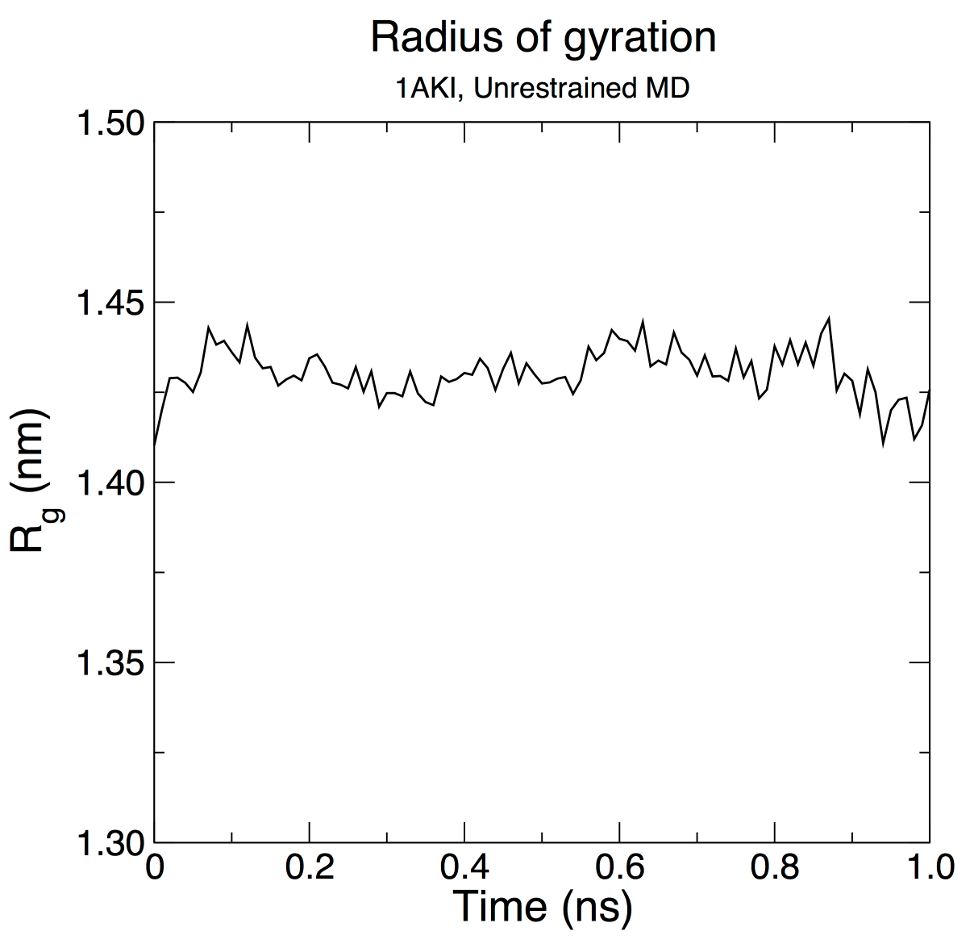 Radius of gyration
1AKI, Unrestrained MD
1.50
1.45
1.40
1.35
1.30
Rg (nm)
0 0.2 0.4 0.6 0.8 1.0
Time (ns)